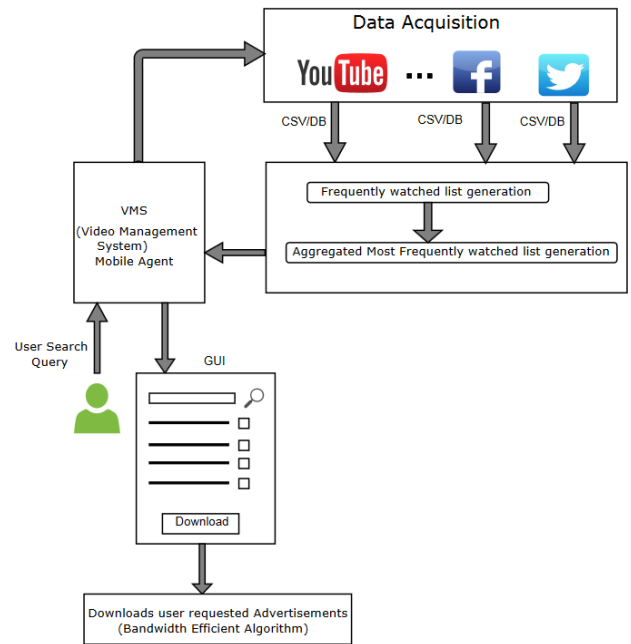 Data Acquisition
YouTube ... f
CSV/DB
CSV/DB
CSV/DB
Frequently watched list generation
Aggregated Most Frequently watched list generation
VMS
(Video Management
System)
Mobile Agent
User Search
Query
GUI
Download
Downloads user requested Advertisements
(Bandwidth Efficient Algorithm)